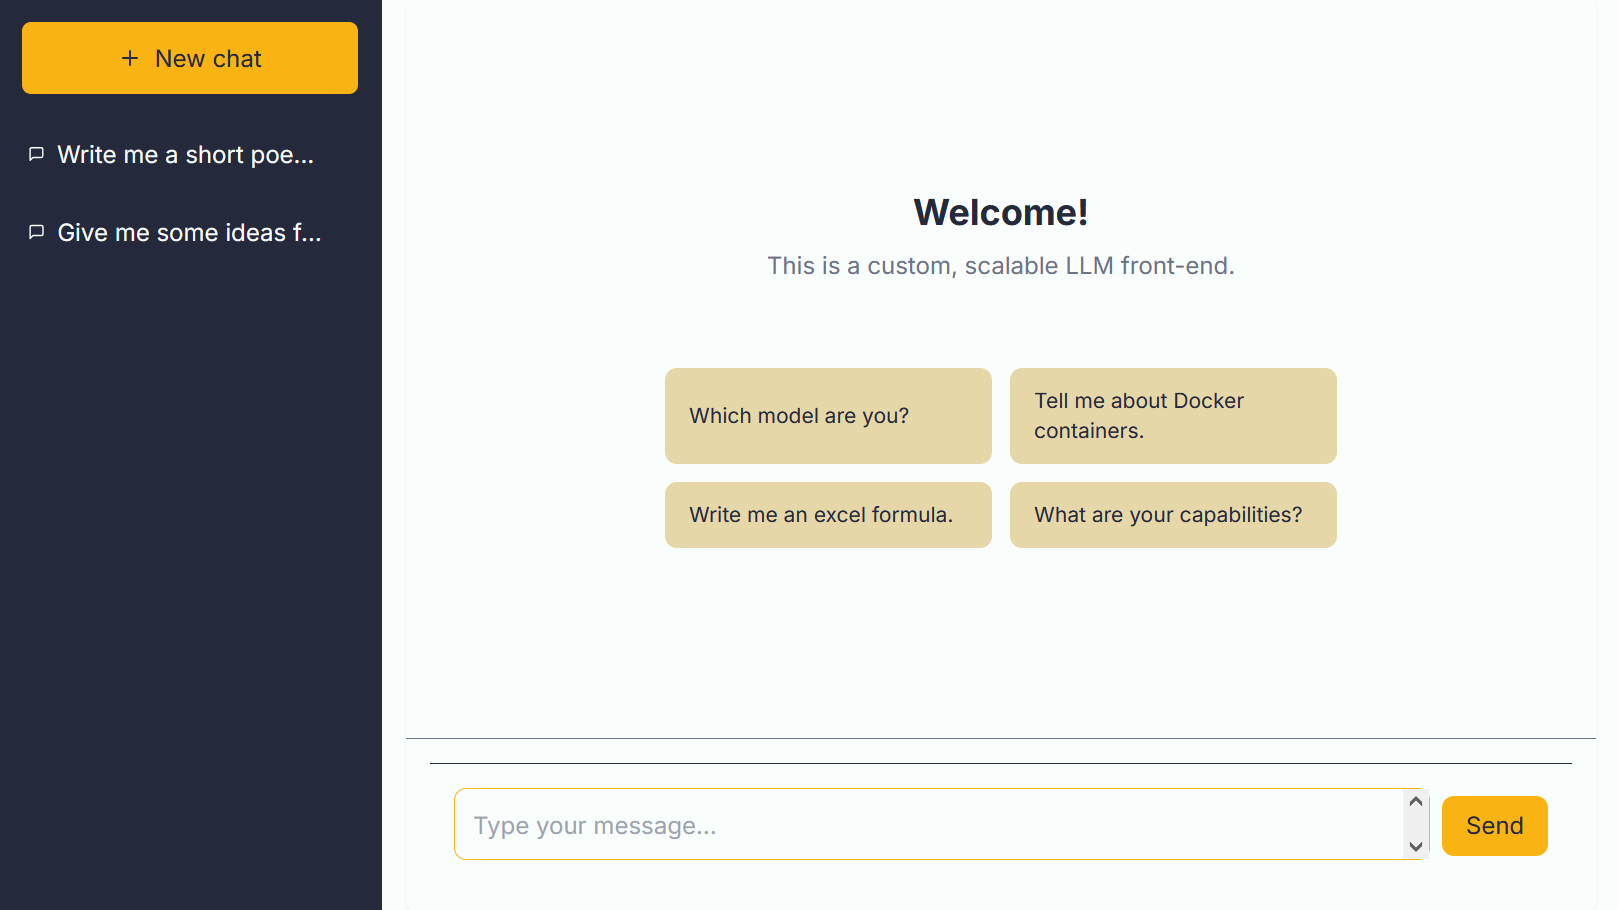 New chat
Write me a short poe...
Give me some ideas f...
Welcome!
This is a custom, scalable LLM front-end.
Which model are you?
Tell me about Docker
containers.
Write me an excel formula.
What are your capabilities?
Type your message...
Send